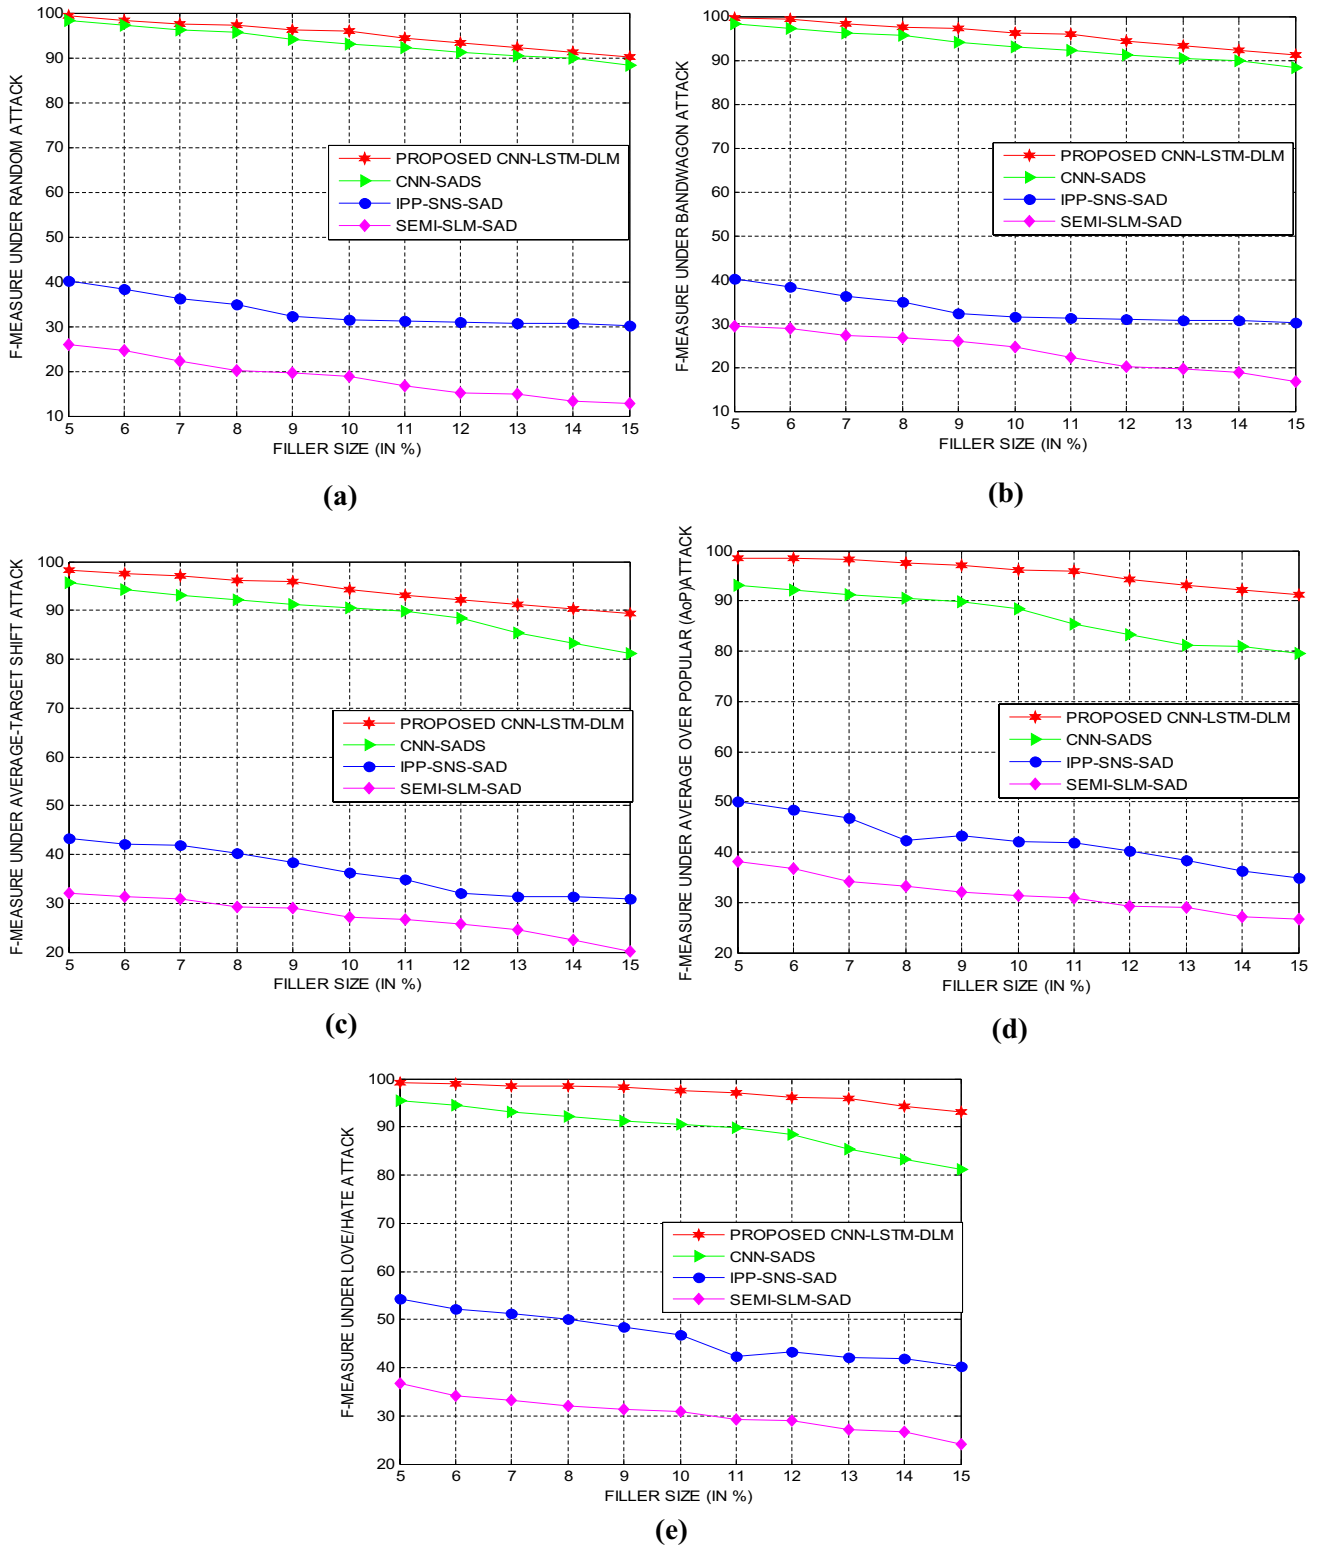 F-MEASURE UNDER RANDOM ATTACK
100
90
80
70
60
50
40
30
20
10
PROPOSED CNN-LSTM-DLM
CNN-SADS
IPP-SNS-SAD
SEMI-SLM-SAD
5 6 7 8 9 10 11 12 13 14 15
FILLER SIZE (IN %)
(a)
F-MEASURE UNDER BANDWAGON ATTACK
100
90
80
70
60
50
40
30
20
10
PROPOSED CNN-LSTM-DLM
CNN-SADS
IPP-SNS-SAD
SEMI-SLM-SAD
5 6 7 8 9 10 11 12 13 14 15
FILLER SIZE (IN %)
(b)
F-MEASURE UNDER AVERAGE-TARGET SHIFT ATTACK
100
90
80
70
60
50
40
30
20
PROPOSED CNN-LSTM-DLM
CNN-SADS
IPP-SNS-SAD
SEMI-SLM-SAD
5 6 7 8 9 10 11 12 13 14 15
FILLER SIZE (IN %)
(c)
F-MEASURE UNDER AVERAGE OVER POPULAR (AoP)ATTACK
100
90
80
70
60
50
40
30
20
PROPOSED CNN-LSTM-DLM
CNN-SADS
IPP-SNS-SAD
SEMI-SLM-SAD
5 6 7 8 9 10 11 12 13 14 15
FILLER SIZE (IN %)
(d)
F-MEASURE UNDER LOVE/HATE ATTACK
100
90
80
70
60
50
40
30
20
PROPOSED CNN-LSTM-DLM
CNN-SADS
IPP-SNS-SAD
SEMI-SLM-SAD
5 6 7 8 9 10 11 12 13 14 15
FILLER SIZE (IN %)
(e)